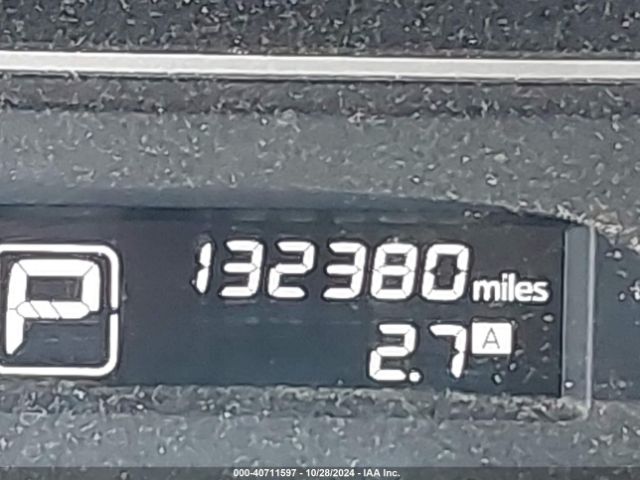 P
132380 miles
2.7 A
000-40711597 - 10/28/2024 - IAA Inc.